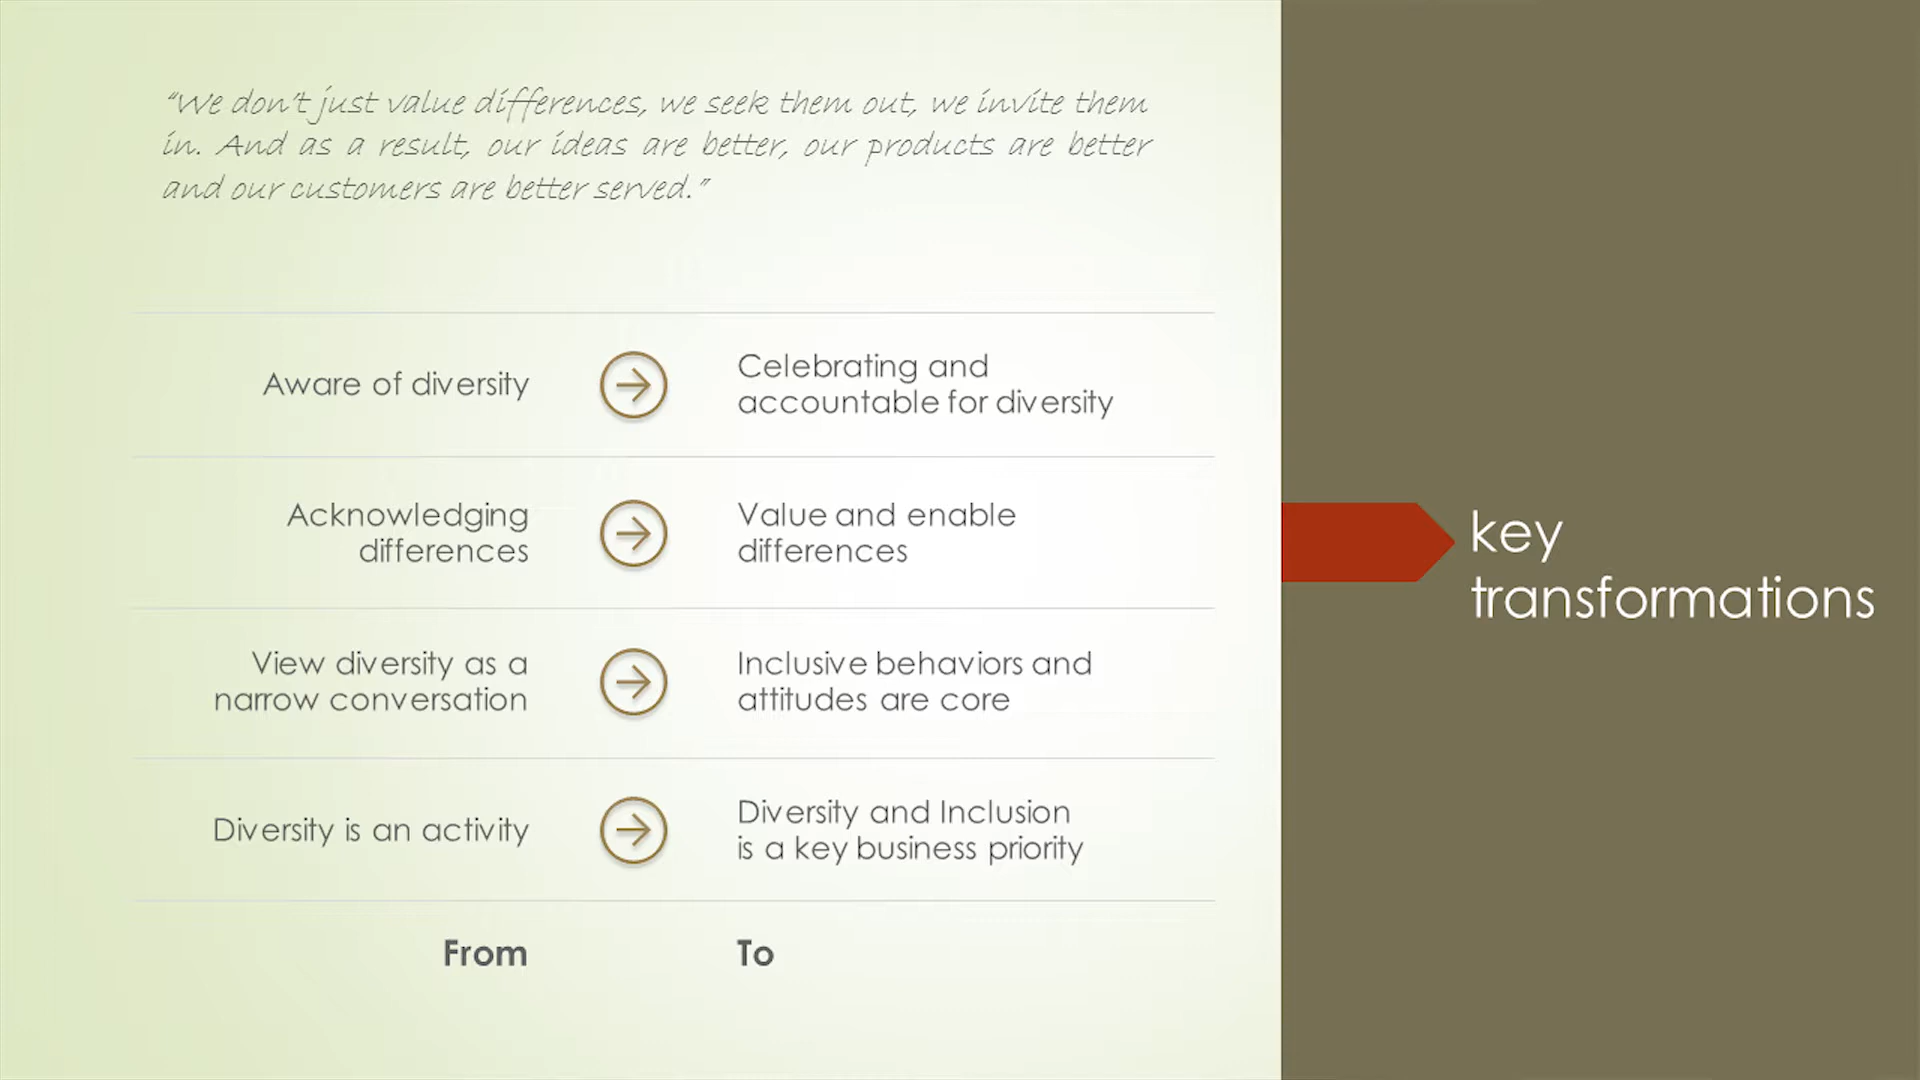 “We don’t just value differences, we seek them out, we invite them
in. And as a result, our ideas are better, our products are better
and our customers are better served.”
Aware of diversity
Celebrating and
accountable for diversity
Acknowledging
differences
Value and enable
differences
View diversity as a
narrow conversation
Inclusive behaviors and
attitudes are core
Diversity is an activity
Diversity and Inclusion
is a key business priority
From
To
key
transformations